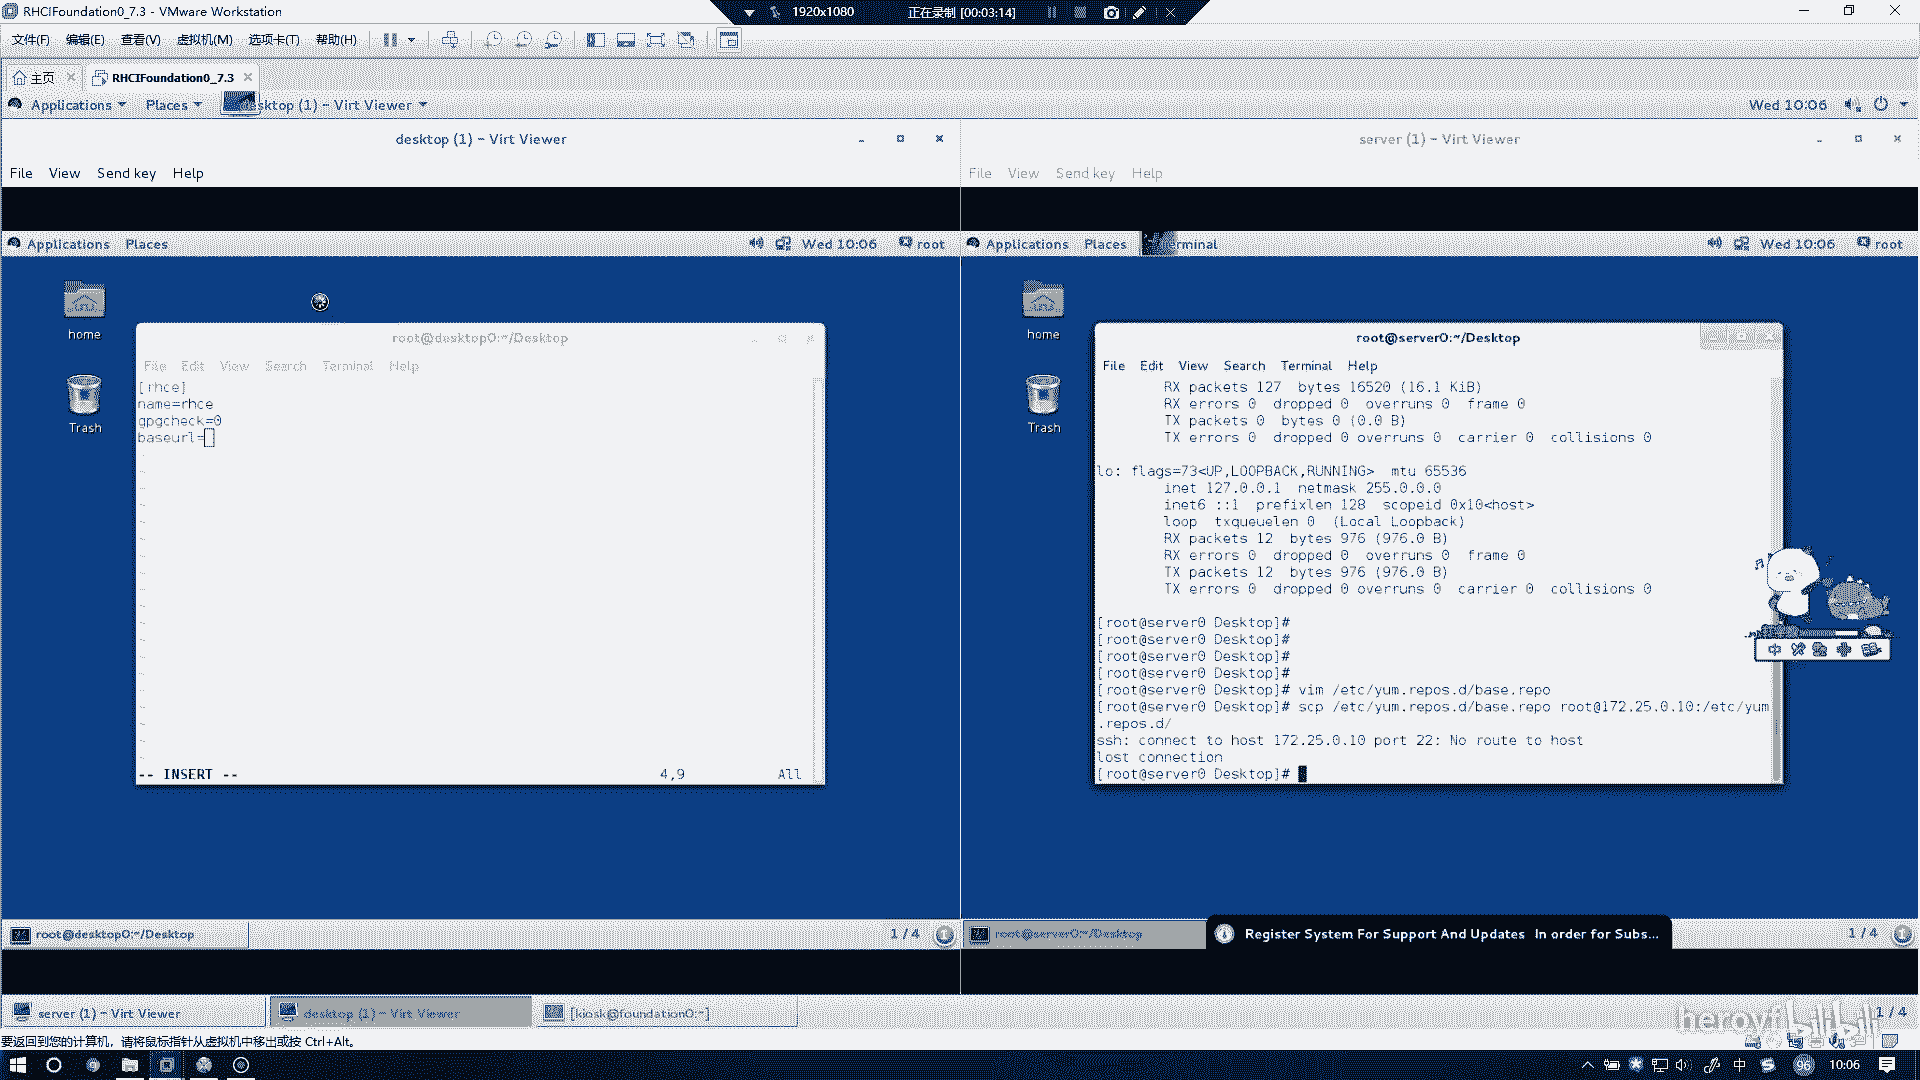 RHCIFoundation0_7.3 - VMware Workstation
1920x1080
正在录制 [00:03:14]
文件(F) 编辑(E) 查看(V) 虚拟机(M) 选项卡(T) 帮助(H)
主页
RHCIFoundation0_7.3
Applications Places desktop (1) - Virt Viewer
Wed 10:06
desktop (1) - Virt Viewer
File View Send key Help
Applications Places
Wed 10:06 root
home
Trash
root@desktop0:~/Desktop
File Edit View Search Terminal Help
[rhce]
name=rhce
gpgcheck=0
baseurl=
-- INSERT --
4,9
All
root@desktop0:~/Desktop
1 / 4
server (1) - Virt Viewer
File View Send key Help
Applications Places Terminal
Wed 10:06 root
home
Trash
root@server0:~/Desktop
File Edit View Search Terminal Help
RX packets 127 bytes 16520 (16.1 KiB)
RX errors 0 dropped 0 overruns 0 frame 0
TX packets 0 bytes 0 (0.0 B)
TX errors 0 dropped 0 overruns 0 carrier 0 collisions 0
lo: flags=73<UP,LOOPBACK,RUNNING> mtu 65536
inet 127.0.0.1 netmask 255.0.0.0
inet6 ::1 prefixlen 128 scopeid 0x10<host>
loop txqueuelen 0 (Local Loopback)
RX packets 12 bytes 976 (976.0 B)
RX errors 0 dropped 0 overruns 0 frame 0
TX packets 12 bytes 976 (976.0 B)
TX errors 0 dropped 0 overruns 0 carrier 0 collisions 0
[root@server0 Desktop]#
[root@server0 Desktop]#
[root@server0 Desktop]#
[root@server0 Desktop]#
[root@server0 Desktop]# vim /etc/yum.repos.d/base.repo
[root@server0 Desktop]# scp /etc/yum.repos.d/base.repo root@172.25.0.10:/etc/yum
.repos.d/
ssh: connect to host 172.25.0.10 port 22: No route to host
lost connection
[root@server0 Desktop]#
中
root@server0:~/Desktop
Register System For Support And Updates In order for Subs...
1 / 4
server (1) - Virt Viewer
desktop (1) - Virt Viewer
[kiosk@foundation0:~]
1 / 4
bilibili
要返回到您的计算机，请将鼠标指针从虚拟机中移出或按 Ctrl+Alt。
中
96
10:06